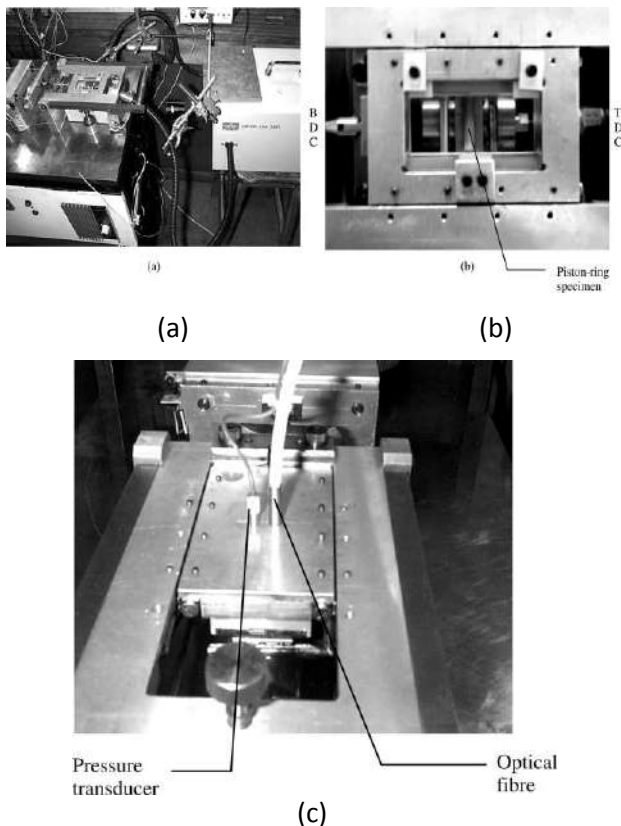 B
D
C
T
D
C
(a)
(b)
Piston-ring
specimen
(a)
(b)
Pressure
transducer
Optical
fibre
(c)